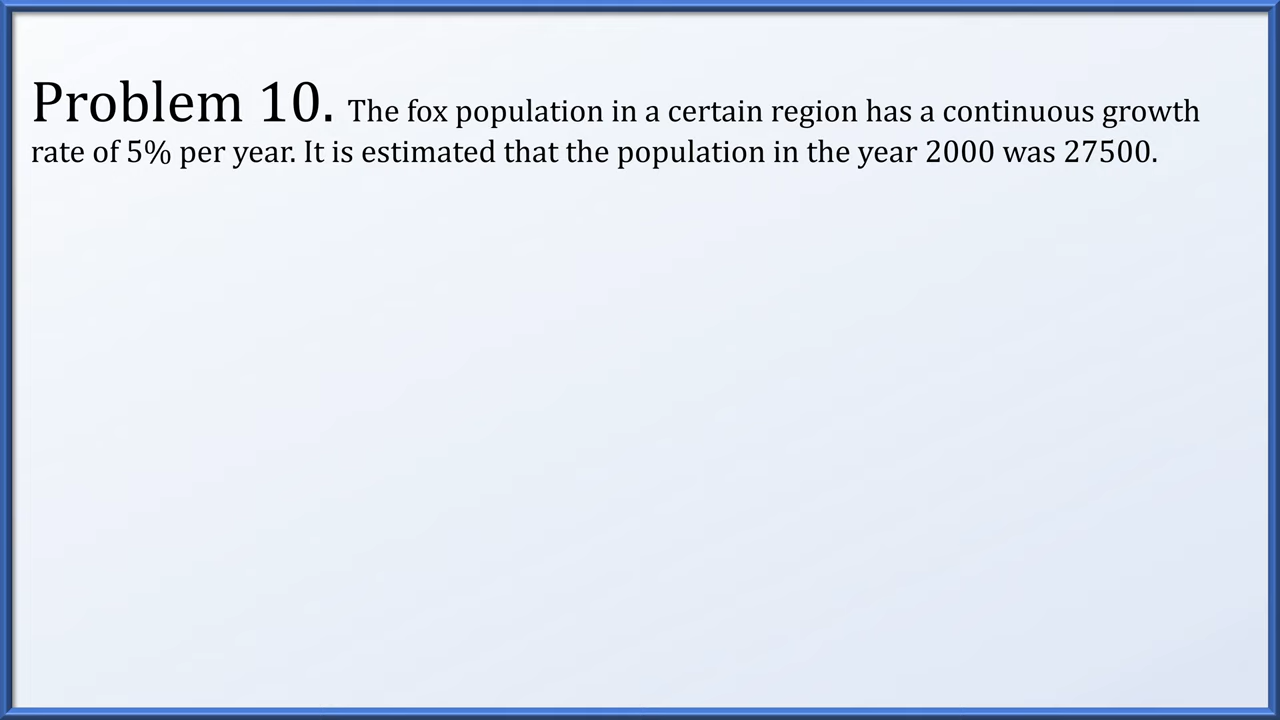 Problem 10. The fox population in a certain region has a continuous growth
rate of 5% per year. It is estimated that the population in the year 2000 was 27500.